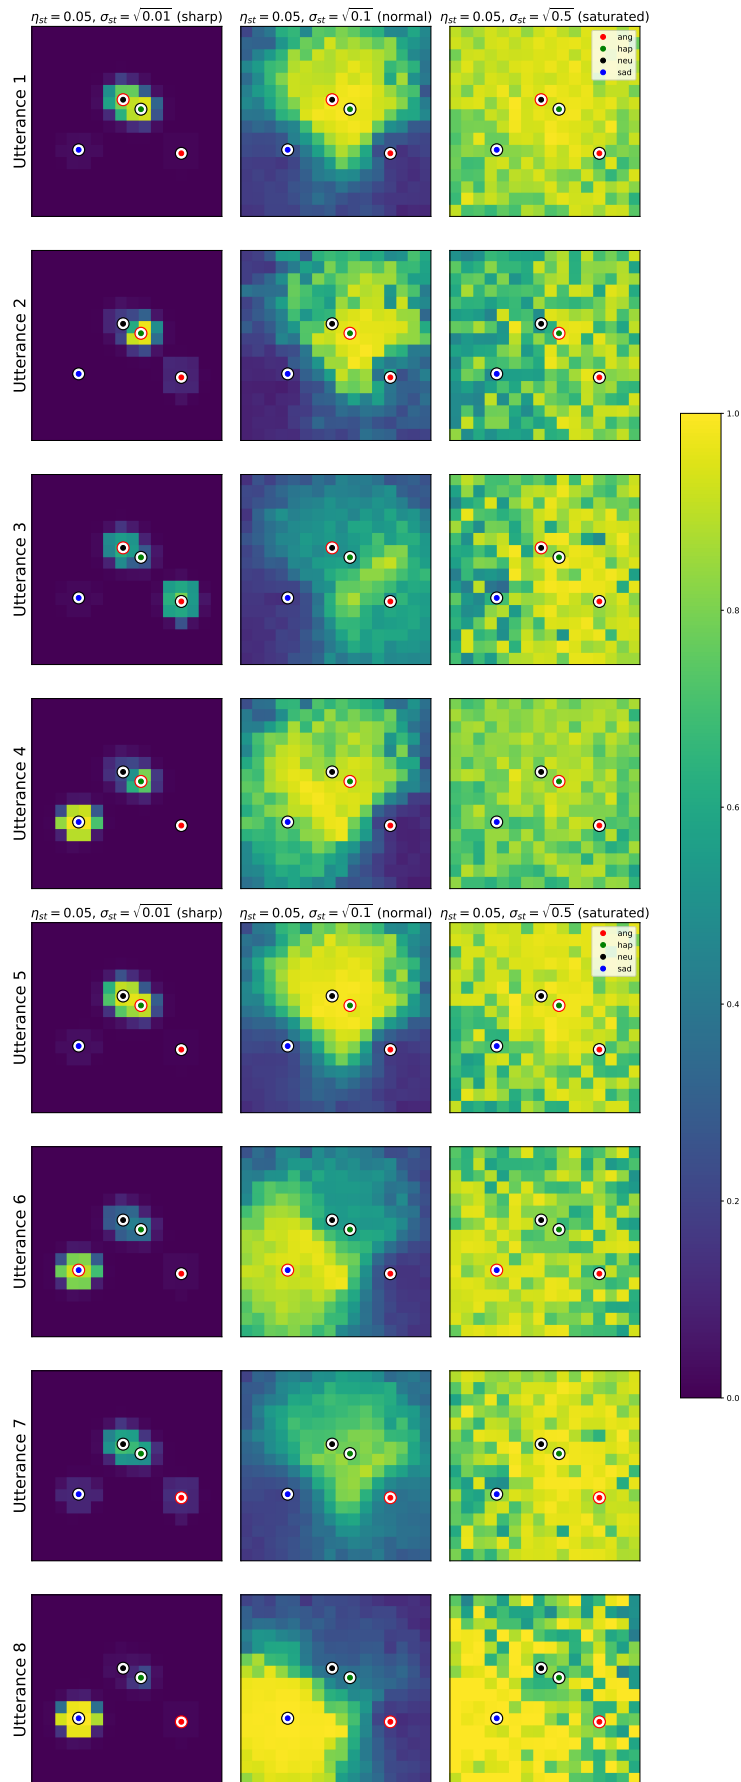 η_st = 0.05, σ_st = √0.01 (sharp) η_st = 0.05, σ_st = √0.1 (normal) η_st = 0.05, σ_st = √0.5 (saturated)
Utterance 1
ang
hap
neu
sad
Utterance 2
Utterance 3
Utterance 4
η_st = 0.05, σ_st = √0.01 (sharp) η_st = 0.05, σ_st = √0.1 (normal) η_st = 0.05, σ_st = √0.5 (saturated)
Utterance 5
ang
hap
neu
sad
Utterance 6
Utterance 7
Utterance 8
1.0
0.8
0.6
0.4
0.2
0.0